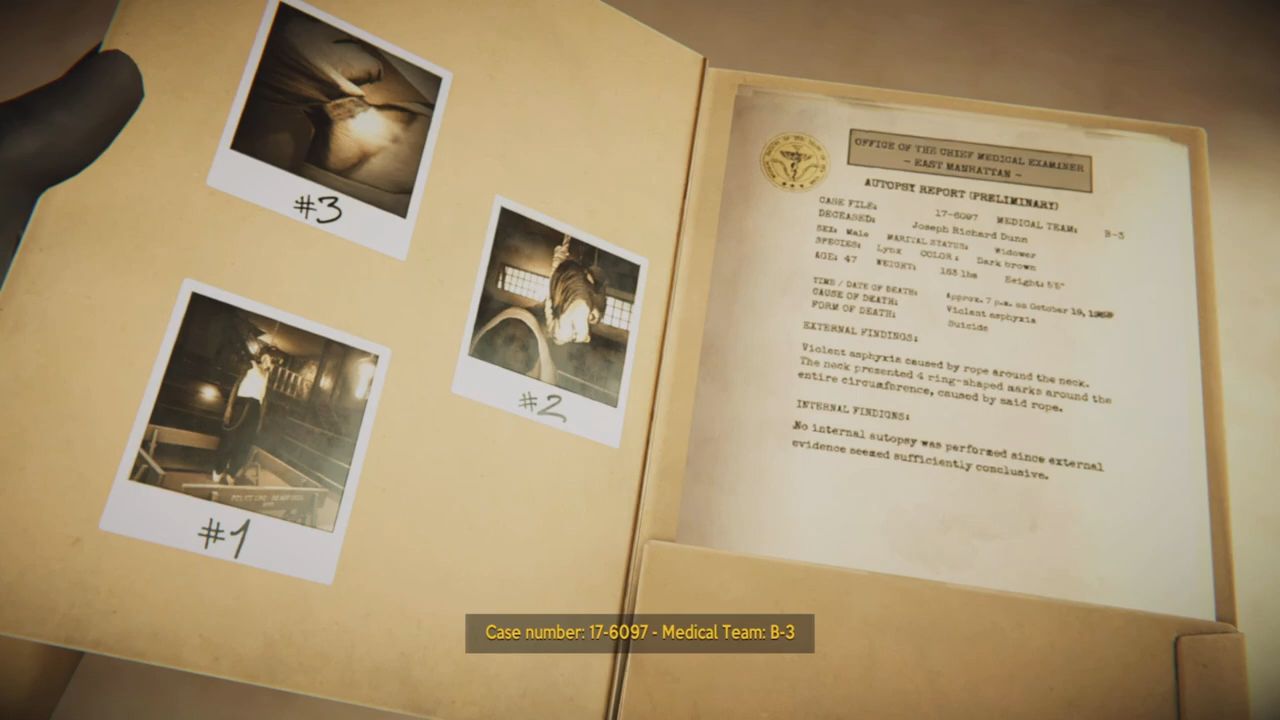 #3
#2
#1
OFFICE OF THE CHIEF MEDICAL EXAMINER
- EAST MANHATTAN -
AUTOPSY REPORT (PRELIMINARY)
CASE FILE: 17-6097 MEDICAL TEAM: B-3
DECEASED: Joseph Richard Dunn
SEX: Male MARITAL STATUS: Widower
SPECIES: Lynx COLOR: Dark brown
AGE: 47 WEIGHT: 163 lbs Height: 5'5"
TIME / DATE OF DEATH: Approx. 7 p.m. on October 19,
CAUSE OF DEATH: Violent asphyxia
FORM OF DEATH: Suicide
EXTERNAL FINDINGS:
Violent asphyxia caused by rope around the neck.
The neck presented 4 ring-shaped marks around the
entire circumference, caused by said rope.
INTERNAL FINDIGNS:
No internal autopsy was performed since external
evidence seemed sufficiently conclusive.
Case number: 17-6097 - Medical Team: B-3